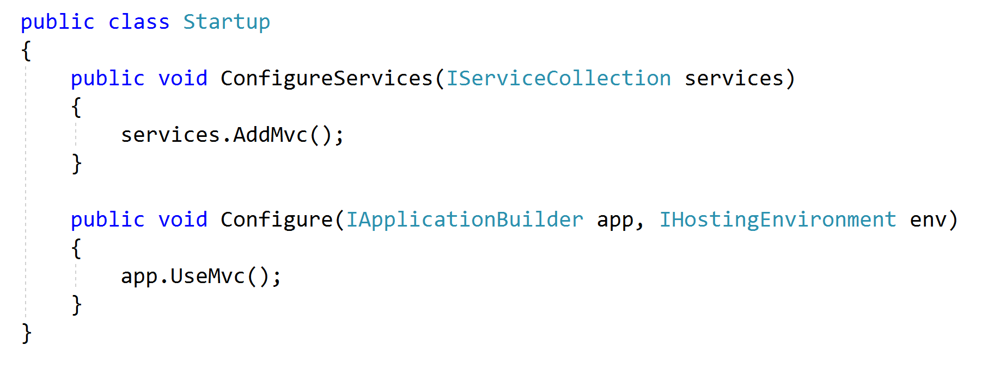 public class Startup
{
    public void ConfigureServices(IServiceCollection services)
    {
        services.AddMvc();
    }

    public void Configure(IApplicationBuilder app, IHostingEnvironment env)
    {
        app.UseMvc();
    }
}